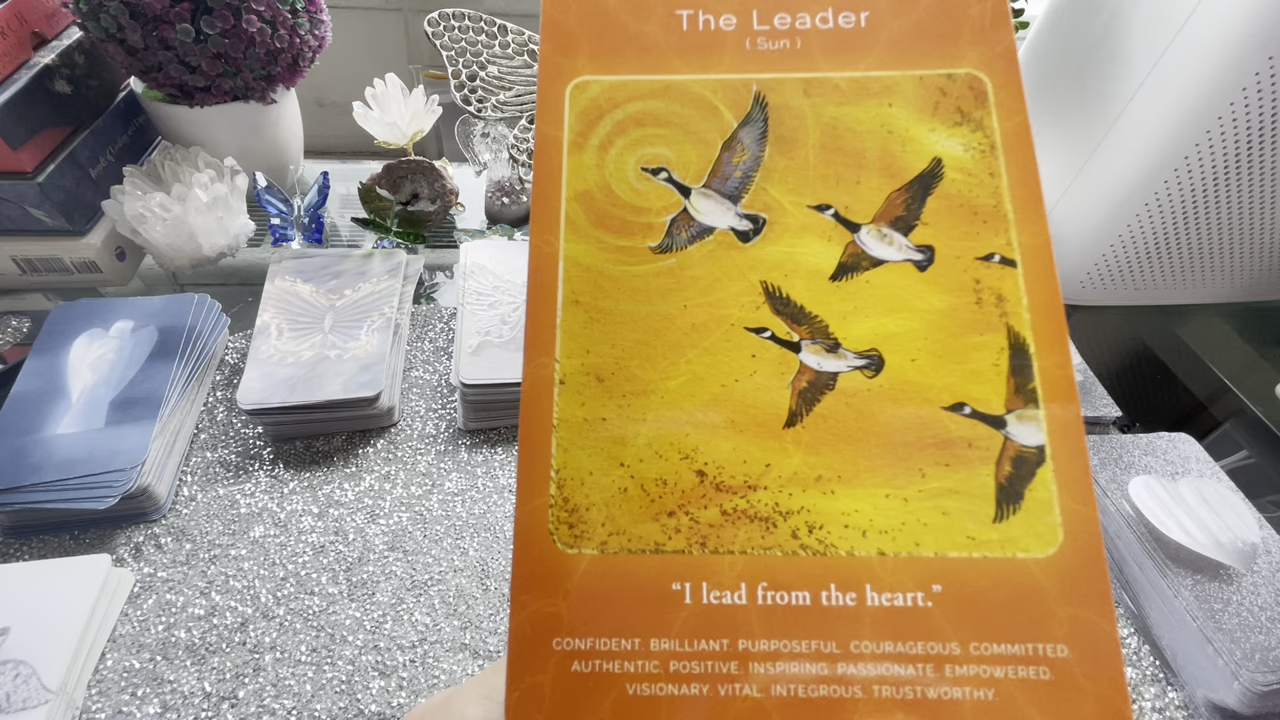 The Leader
( Sun )
“I lead from the heart.”
CONFIDENT. BRILLIANT. PURPOSEFUL. COURAGEOUS. COMMITTED.
AUTHENTIC. POSITIVE. INSPIRING. PASSIONATE. EMPOWERED.
VISIONARY. VITAL. INTEGROUS. TRUSTWORTHY.